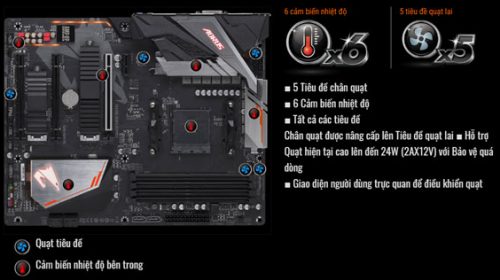 6 cảm biến nhiệt độ
5 tiêu đề quạt lai
x6
x5
AORUS
■ 5 Tiêu đề chân quạt
■ 6 Cảm biến nhiệt độ
■ Tất cả các tiêu đề
Chân quạt được nâng cấp lên Tiêu đề quạt lai ■ Hỗ trợ
Quạt hiện tại cao lên đến 24W (2AX12V) với Bảo vệ quá
dòng
■ Giao diện người dùng trực quan để điều khiển quạt
Quạt tiêu đề
Cảm biến nhiệt độ bên trong